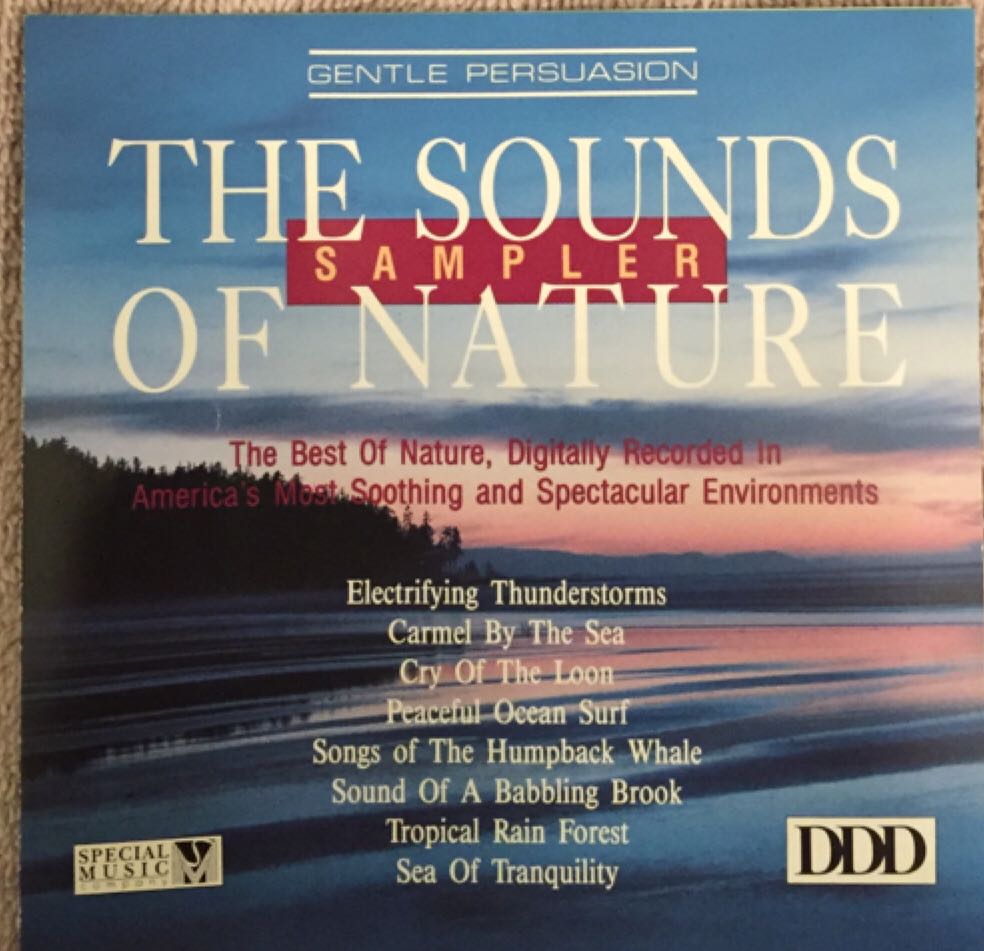 GENTLE PERSUASION
THE SOUNDS
SAMPLER
OF NATURE
The Best Of Nature, Digitally Recorded In
America's Most Soothing and Spectacular Environments
Electrifying Thunderstorms
Carmel By The Sea
Cry Of The Loon
Peaceful Ocean Surf
Songs of The Humpback Whale
Sound Of A Babbling Brook
Tropical Rain Forest
Sea Of Tranquility
SPECIAL
MUSIC
company
DDD